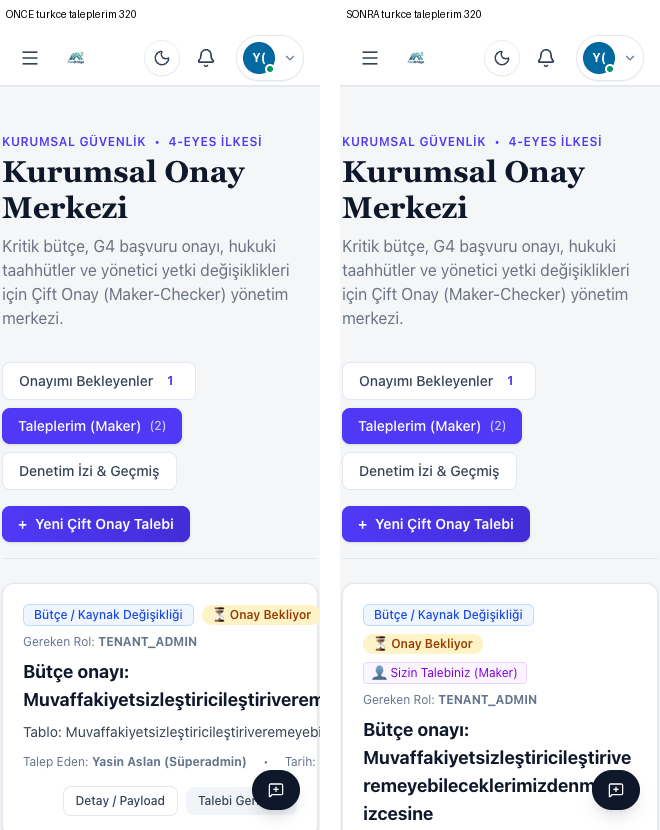 ÖNCE turkce taleplerim 320
Y(
KURUMSAL GÜVENLİK • 4-EYES İLKESİ
Kurumsal Onay
Merkezi
Kritik bütçe, G4 başvuru onayı, hukuki
taahhütler ve yönetici yetki değişiklikleri
için Çift Onay (Maker-Checker) yönetim
merkezi.
Onayımı Bekleyenler 1
Taleplerim (Maker) (2)
Denetim İzi & Geçmiş
+ Yeni Çift Onay Talebi
Bütçe / Kaynak Değişikliği ⏳ Onay Bekliyor
Gereken Rol: TENANT_ADMIN
Bütçe onayı:
Muvaffakiyetsizleştiricileştiriverem
Tablo: Muvaffakiyetsizleştiricileştiriveremeyebi
Talep Eden: Yasin Aslan (Süperadmin) • Tarih:
Detay / Payload
Talebi Ger
SONRA turkce taleplerim 320
Y(
KURUMSAL GÜVENLİK • 4-EYES İLKESİ
Kurumsal Onay
Merkezi
Kritik bütçe, G4 başvuru onayı, hukuki
taahhütler ve yönetici yetki değişiklikleri
için Çift Onay (Maker-Checker) yönetim
merkezi.
Onayımı Bekleyenler 1
Taleplerim (Maker) (2)
Denetim İzi & Geçmiş
+ Yeni Çift Onay Talebi
Bütçe / Kaynak Değişikliği
⏳ Onay Bekliyor
👤 Sizin Talebiniz (Maker)
Gereken Rol: TENANT_ADMIN
Bütçe onayı:
Muvaffakiyetsizleştiricileştirive
remeyebileceklerimizdenm
izcesine